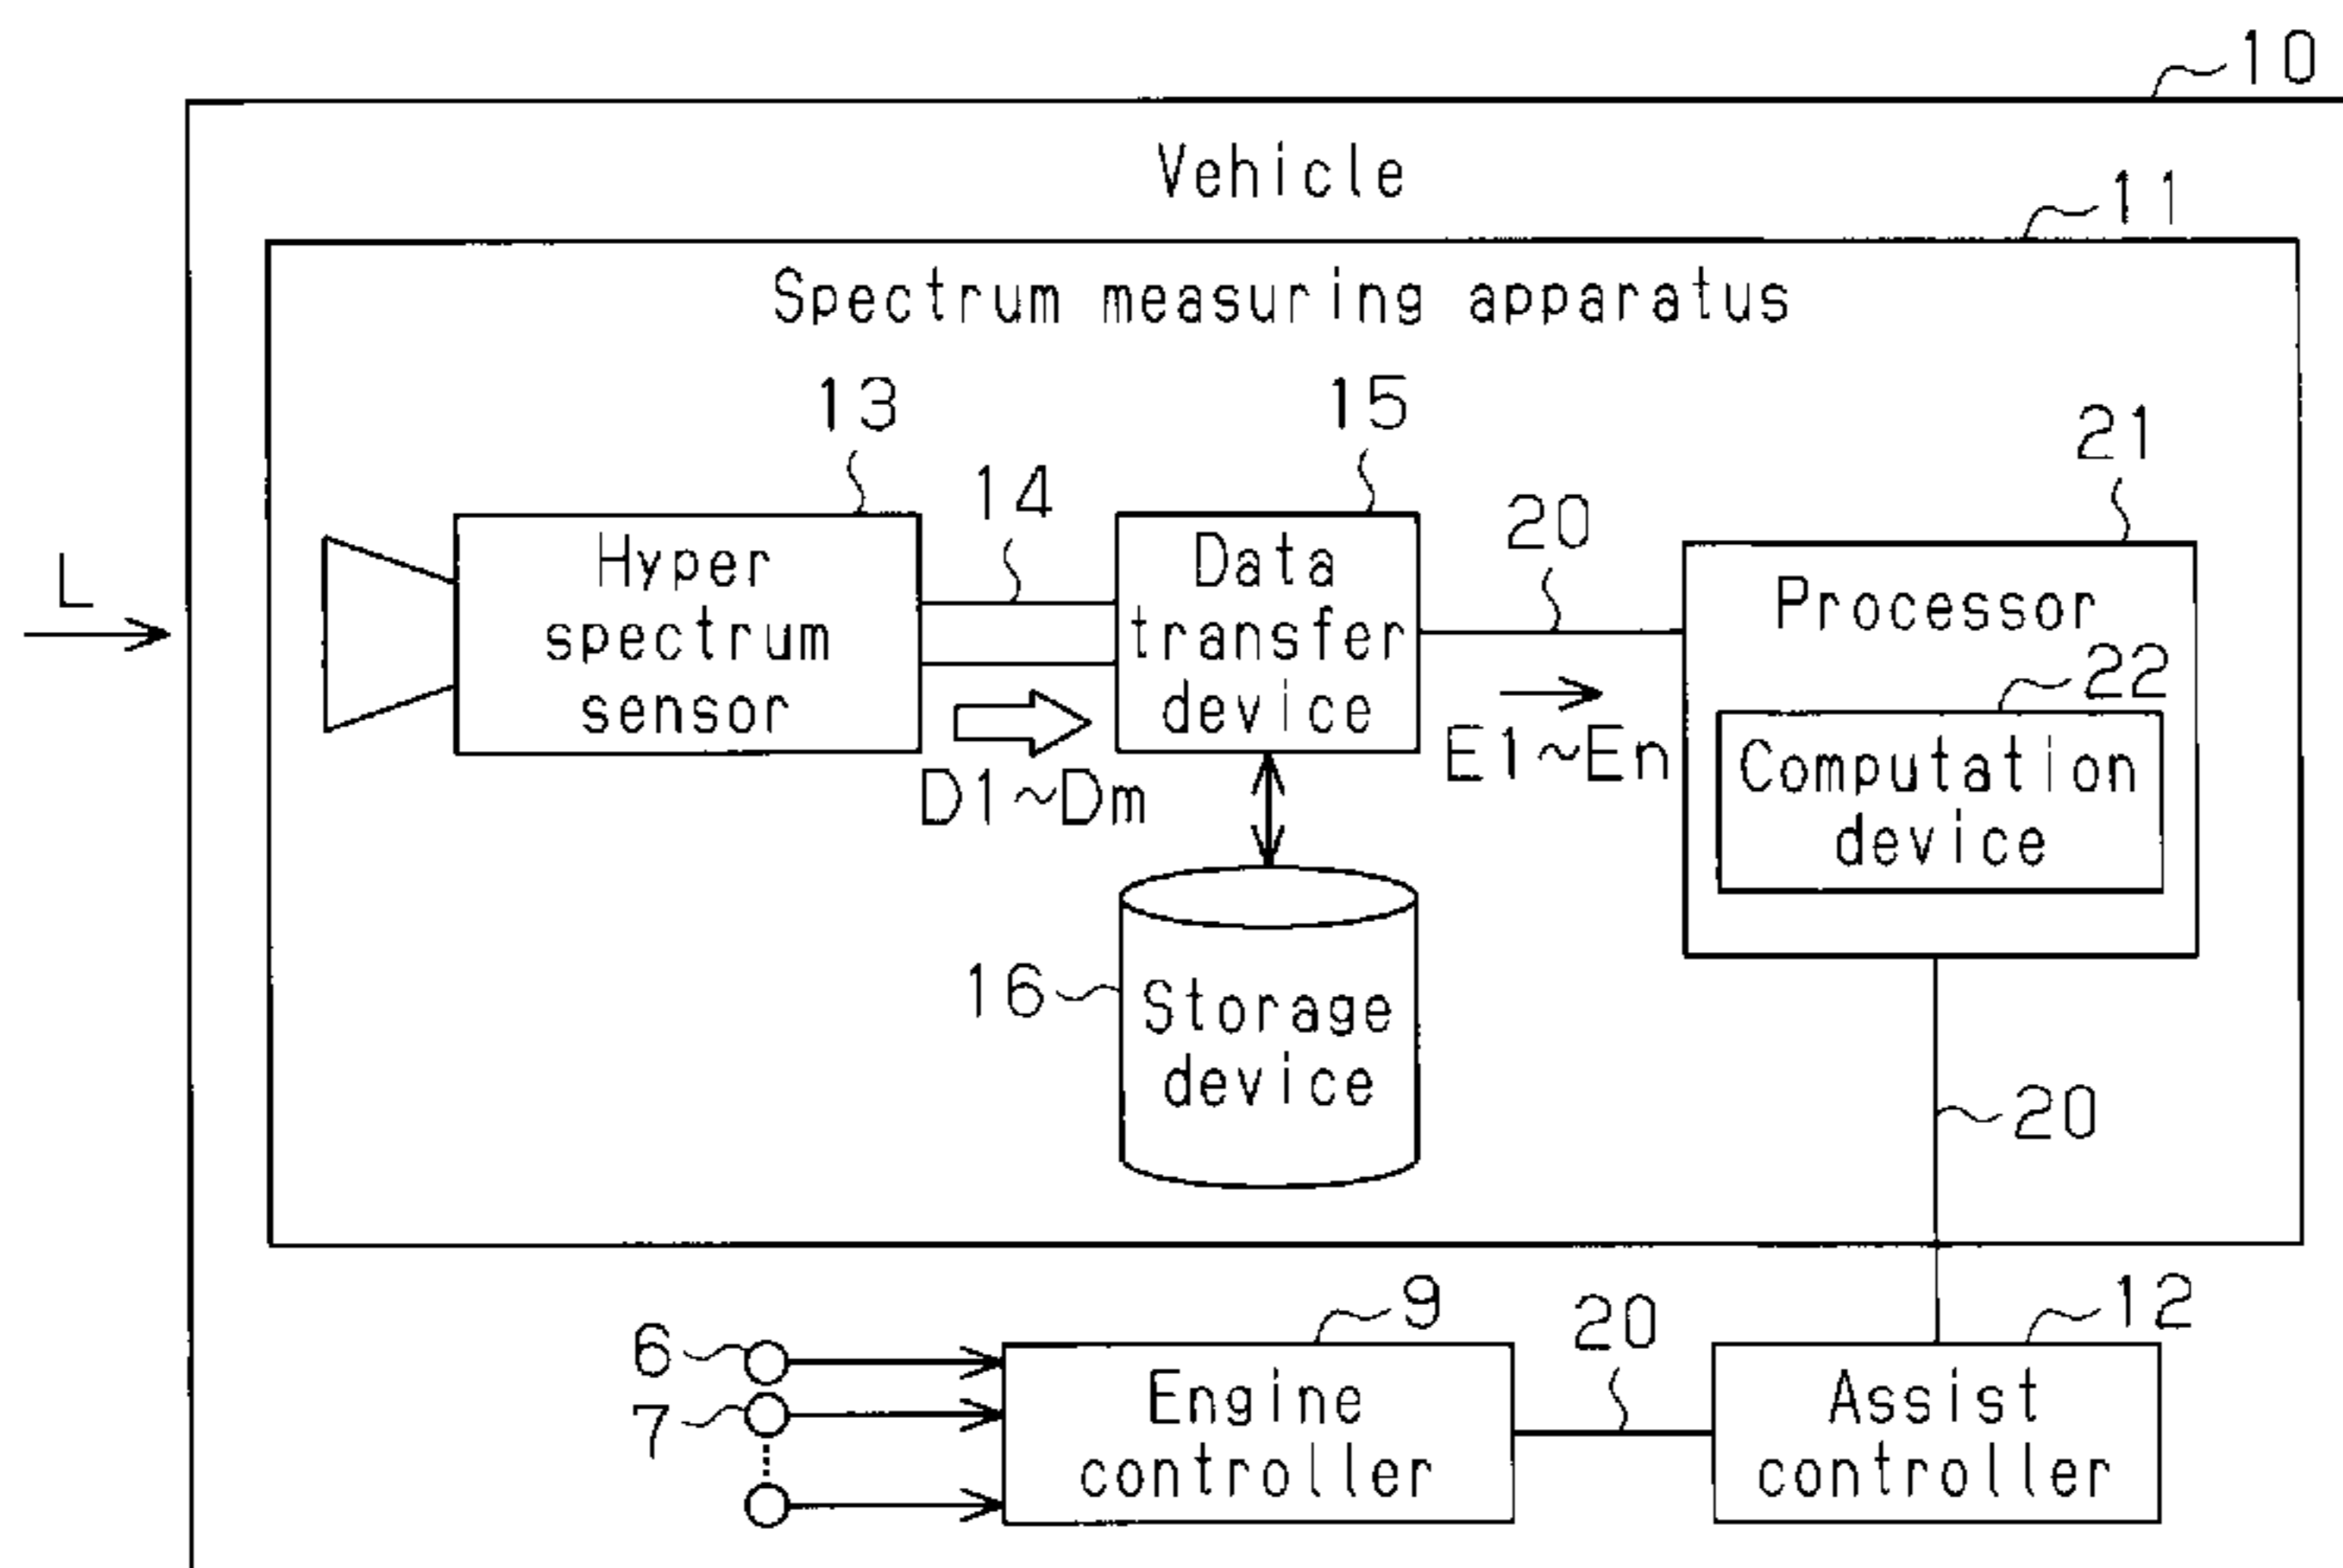 10
Vehicle
11
Spectrum measuring apparatus
13
15
21
14
20
L
Hyper
spectrum
sensor
Data
transfer
device
Processor
22
D1~Dm
E1~En
Computation
device
16
Storage
device
20
9
20
12
6
7
Engine
controller
Assist
controller